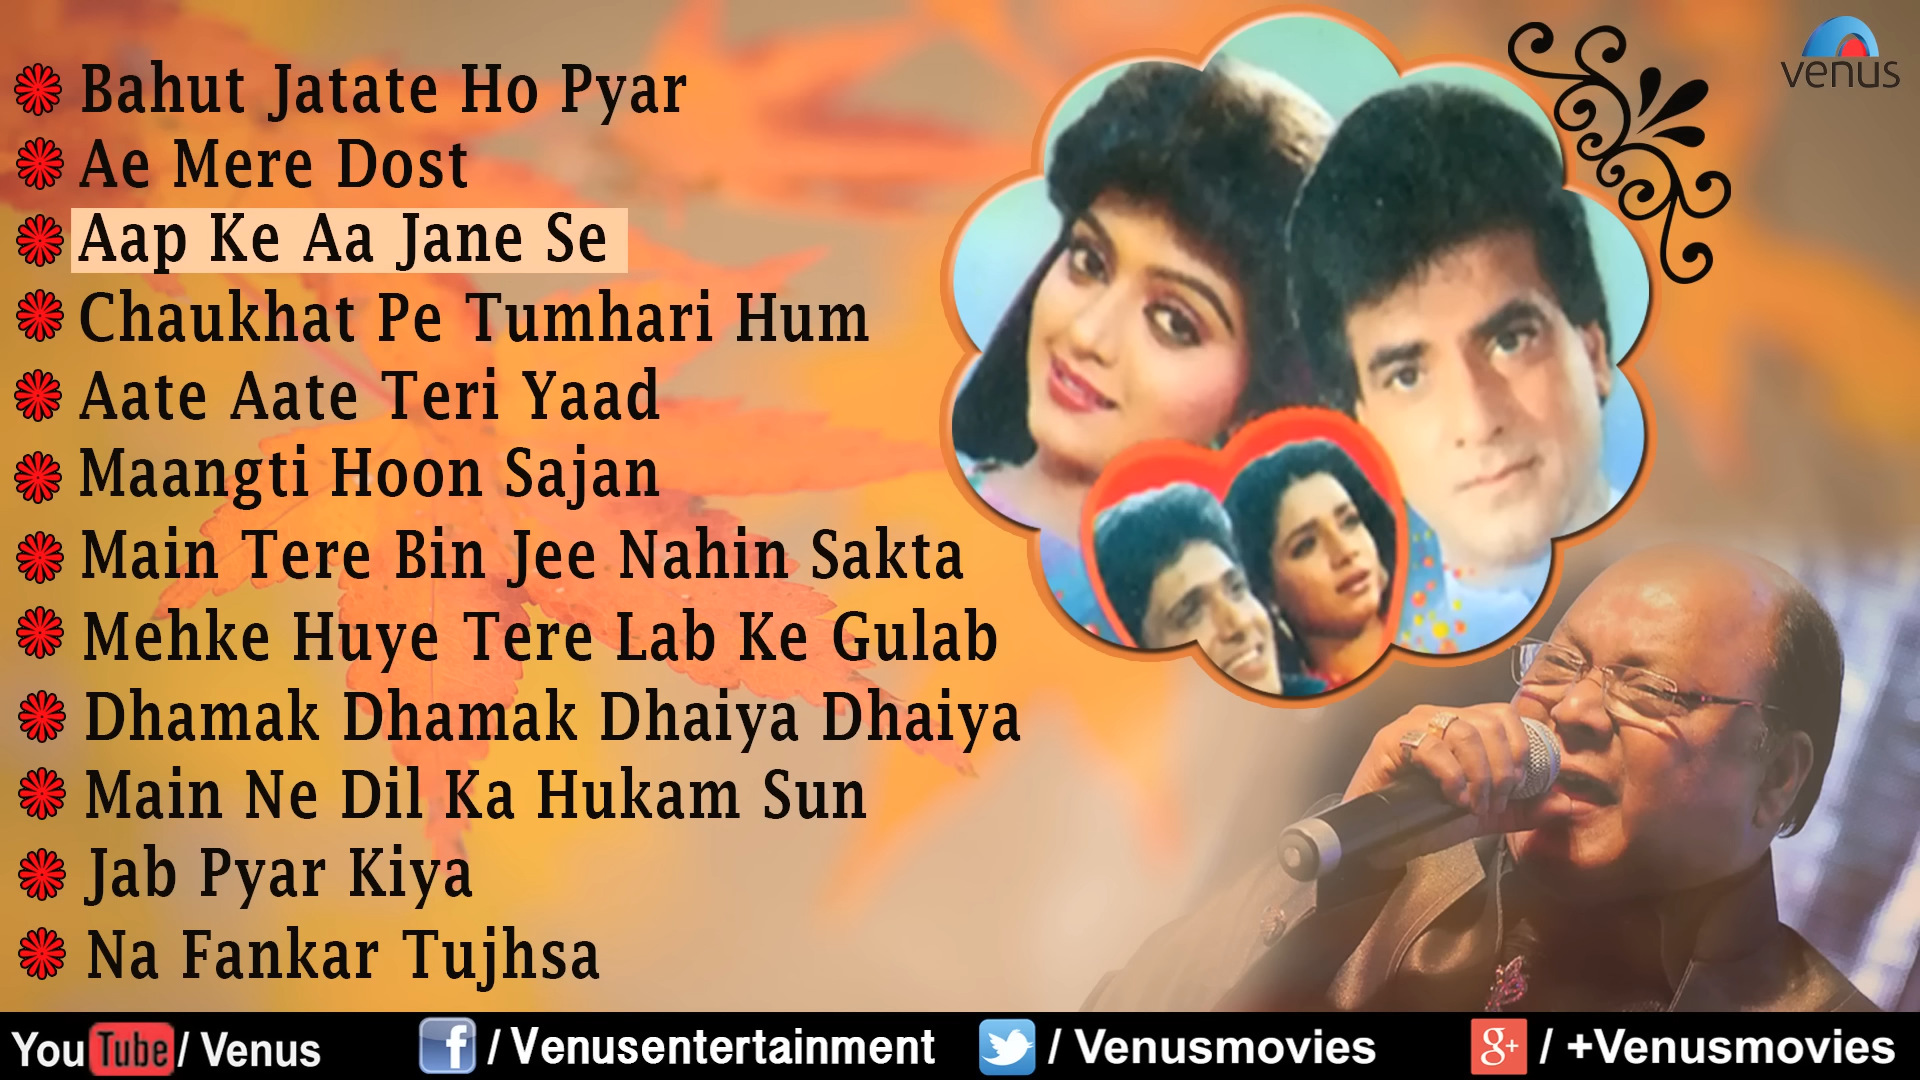 Bahut Jatate Ho Pyar
Ae Mere Dost
Aap Ke Aa Jane Se
Chaukhat Pe Tumhari Hum
Aate Aate Teri Yaad
Maangti Hoon Sajan
Main Tere Bin Jee Nahin Sakta
Mehke Huye Tere Lab Ke Gulab
Dhamak Dhamak Dhaiya Dhaiya
Main Ne Dil Ka Hukam Sun
Jab Pyar Kiya
Na Fankar Tujhsa
venus
YouTube / Venus
f / Venusentertainment
/ Venusmovies
g+ / +Venusmovies